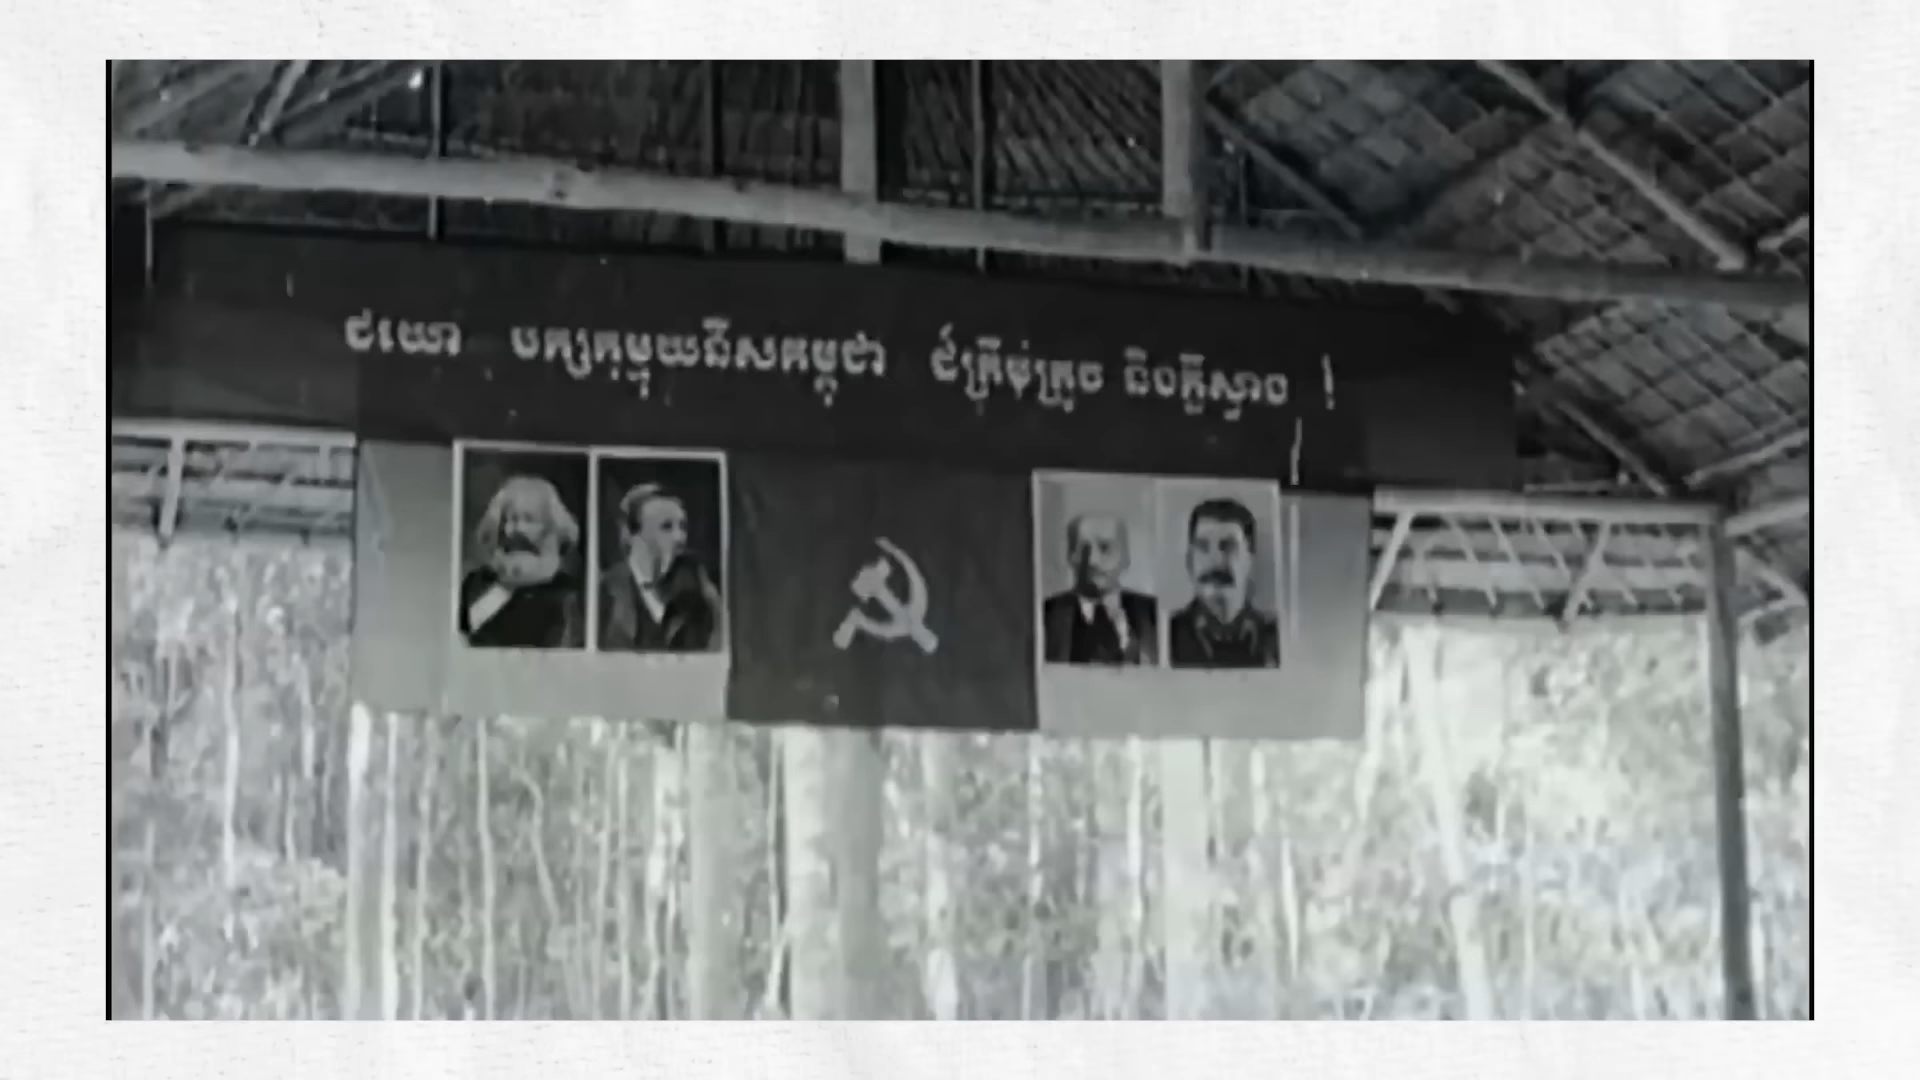 ជយោ បក្សកុម្មុយនីសកម្ពុជា ដ៏ត្រឹមត្រូវ និងភ្លឺស្វាង !